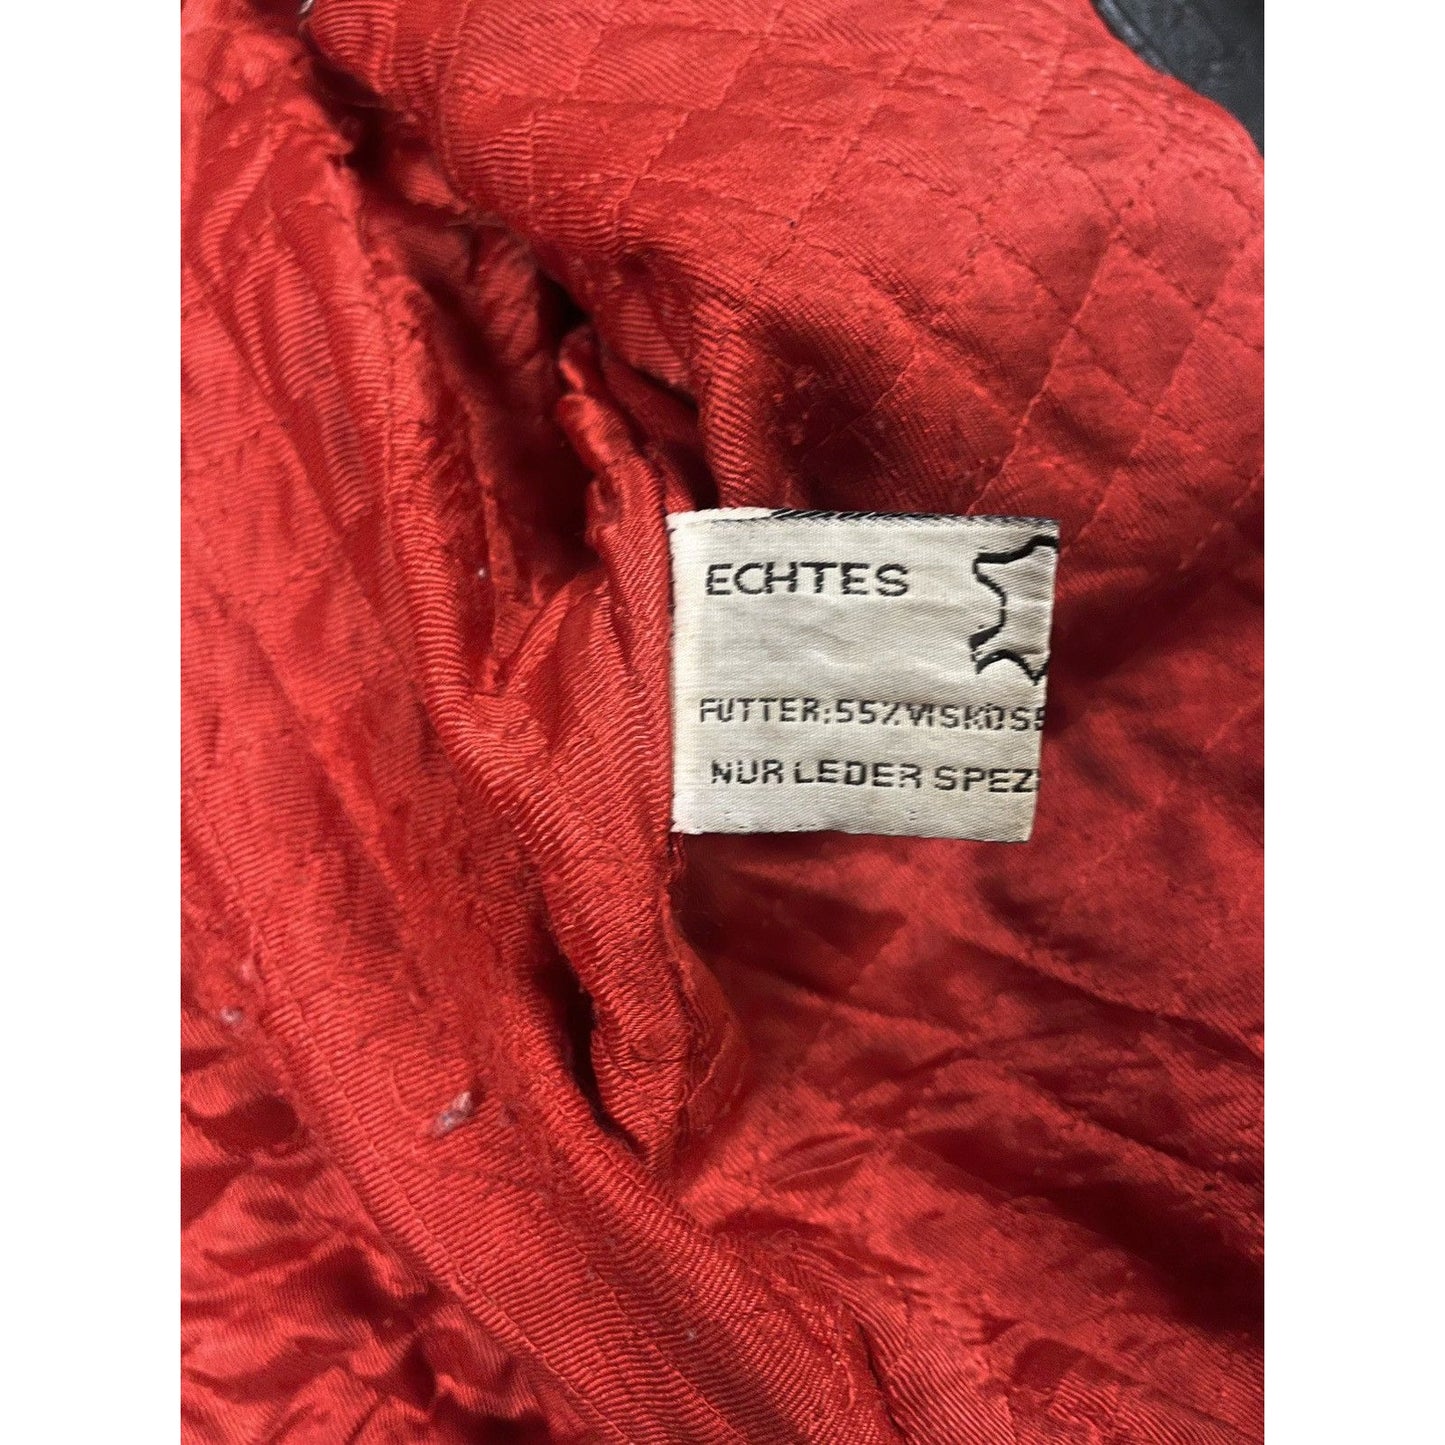 ECHTES
FUTTER:55%VISKOS
NUR LEDER SPEZ